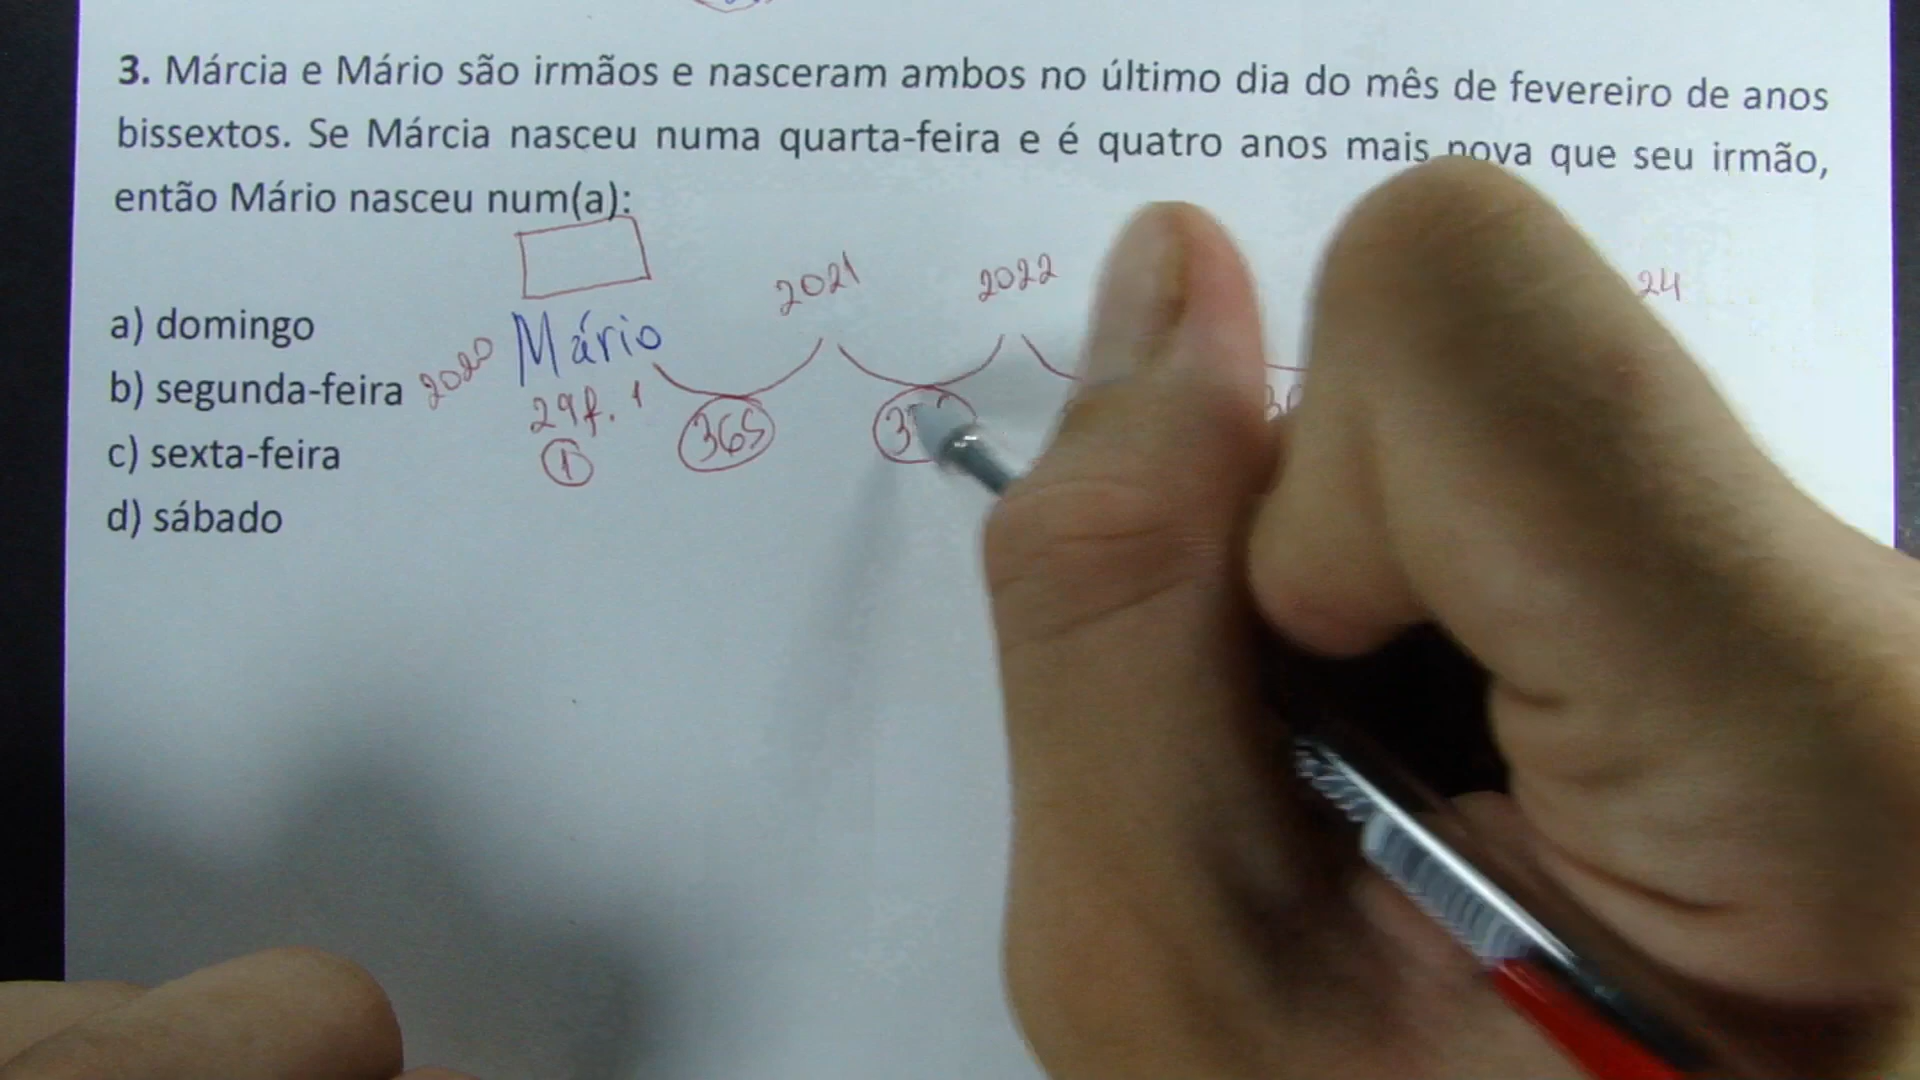 3. Márcia e Mário são irmãos e nasceram ambos no último dia do mês de fevereiro de anos
bissextos. Se Márcia nasceu numa quarta-feira e é quatro anos mais nova que seu irmão,
então Mário nasceu num(a):
2021
2022
24
a) domingo
2020
Mário
b) segunda-feira
29f.
1
365
c) sexta-feira
d) sábado